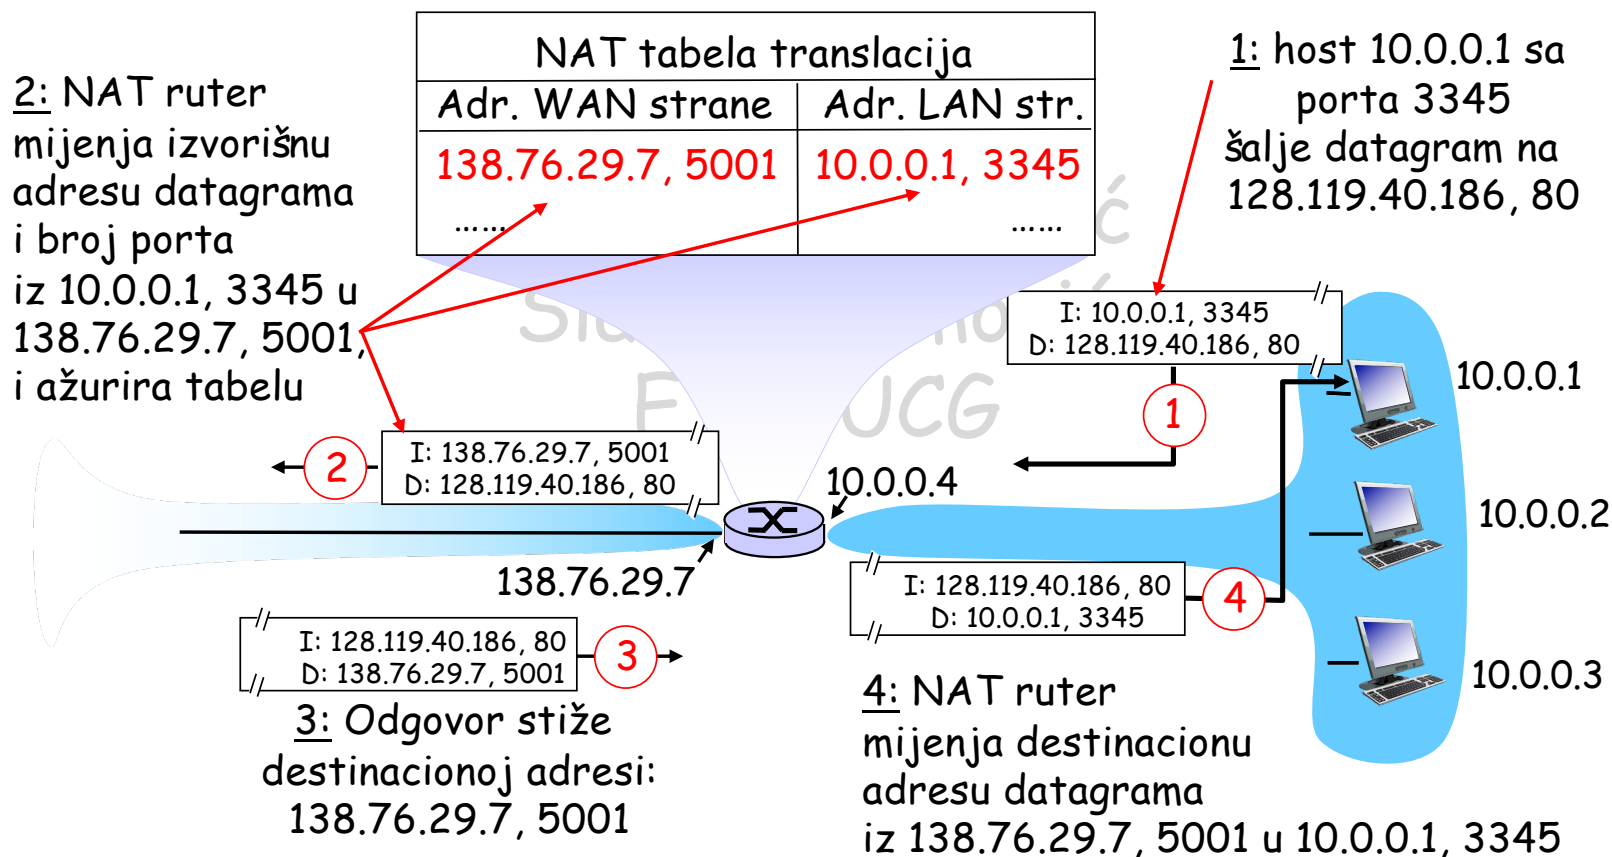 NAT tabela translacija
Adr. WAN strane Adr. LAN str.
138.76.29.7, 5001 10.0.0.1, 3345
...... ......
1: host 10.0.0.1 sa
porta 3345
šalje datagram na
128.119.40.186, 80
2: NAT ruter
mijenja izvorišnu
adresu datagrama
i broj porta
iz 10.0.0.1, 3345 u
138.76.29.7, 5001,
i ažurira tabelu
I: 10.0.0.1, 3345
D: 128.119.40.186, 80
1
10.0.0.1
UCG
I: 138.76.29.7, 5001
D: 128.119.40.186, 80
2
10.0.0.4
10.0.0.2
138.76.29.7
I: 128.119.40.186, 80
D: 10.0.0.1, 3345
4
I: 128.119.40.186, 80
D: 138.76.29.7, 5001
3
10.0.0.3
3: Odgovor stiže
destinacionoj adresi:
138.76.29.7, 5001
4: NAT ruter
mijenja destinacionu
adresu datagrama
iz 138.76.29.7, 5001 u 10.0.0.1, 3345